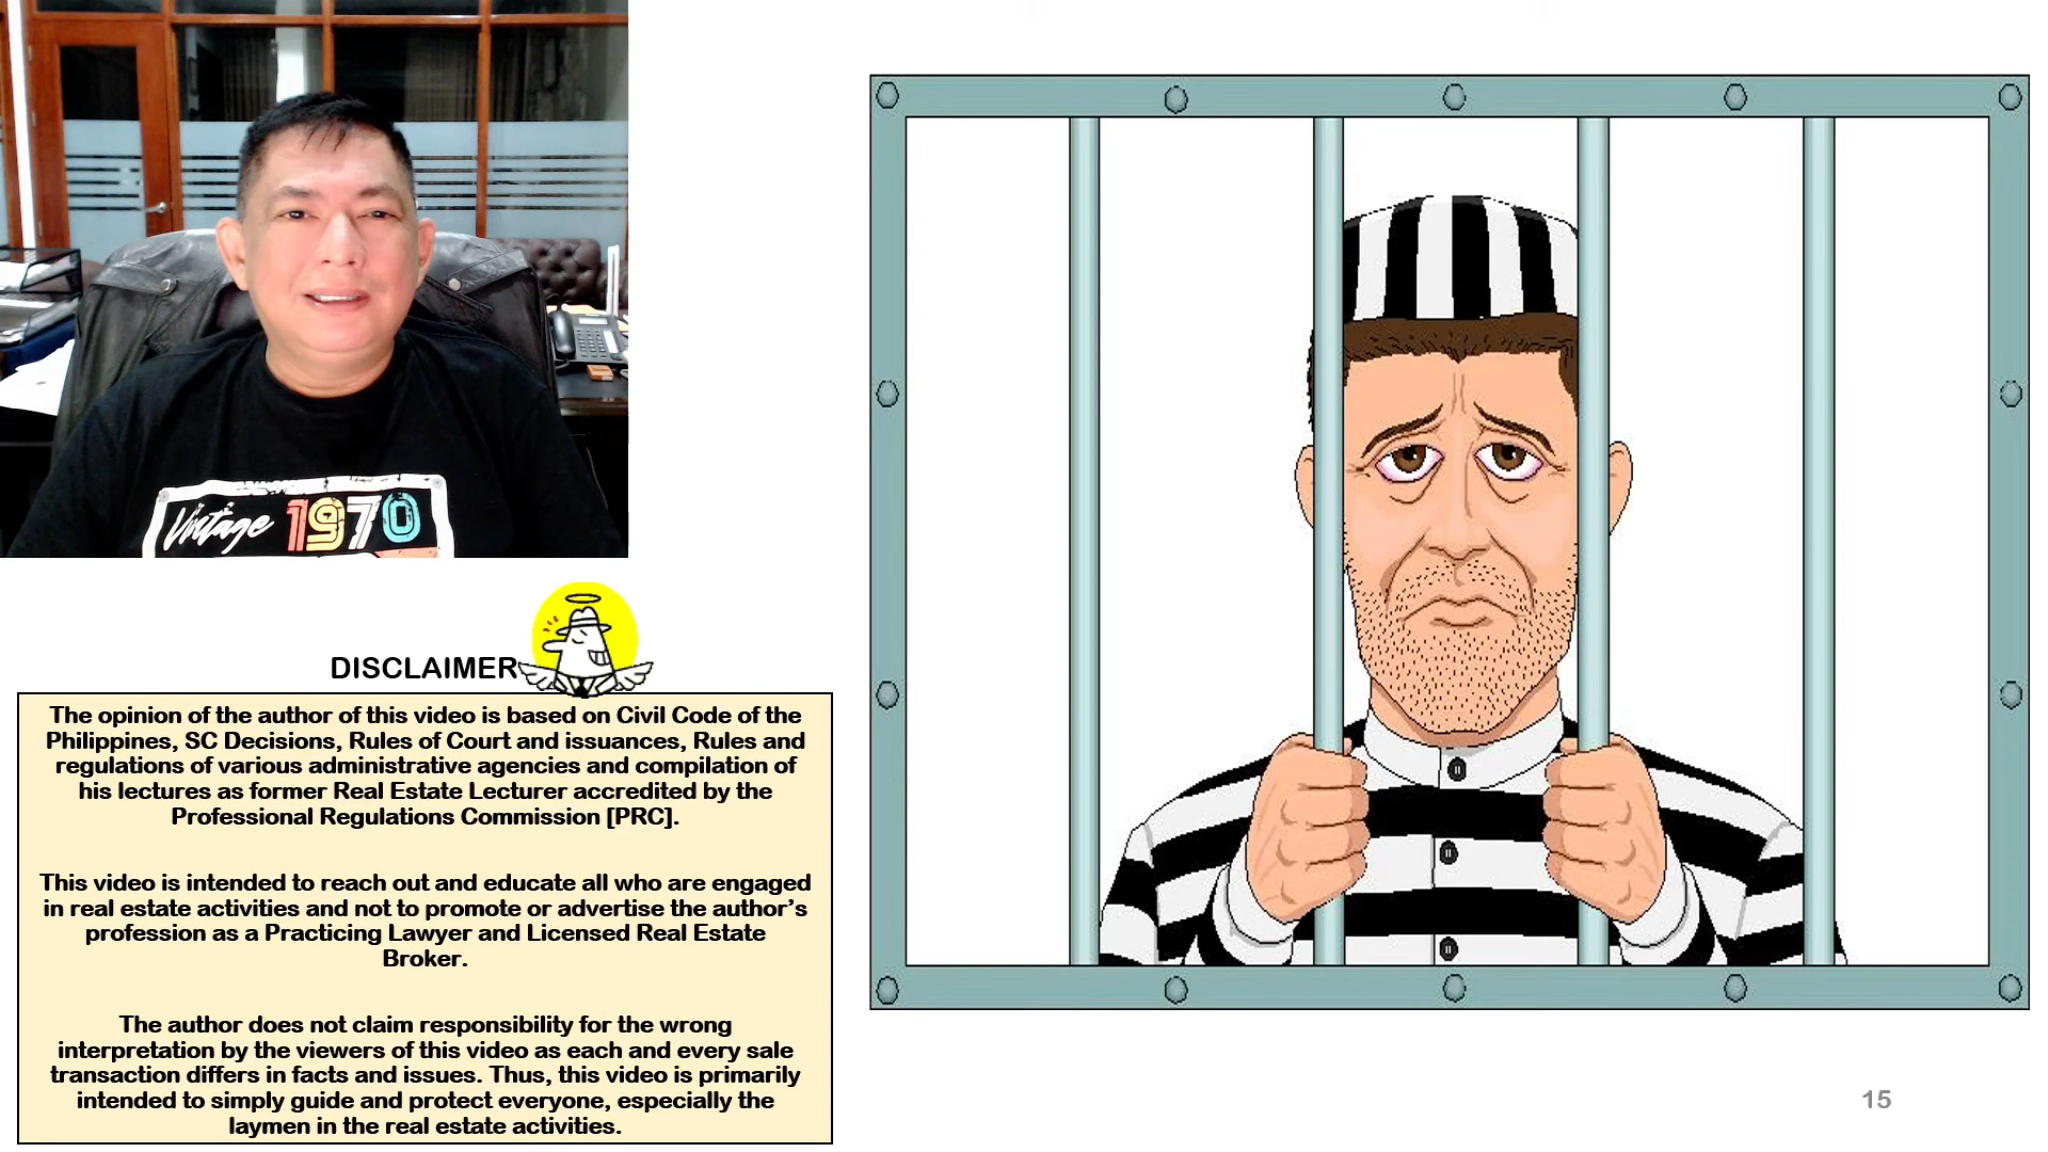 Vintage 1970
DISCLAIMER
The opinion of the author of this video is based on Civil Code of the
Philippines, SC Decisions, Rules of Court and issuances, Rules and
regulations of various administrative agencies and compilation of
his lectures as former Real Estate Lecturer accredited by the
Professional Regulations Commission [PRC].
This video is intended to reach out and educate all who are engaged
in real estate activities and not to promote or advertise the author’s
profession as a Practicing Lawyer and Licensed Real Estate
Broker.
The author does not claim responsibility for the wrong
interpretation by the viewers of this video as each and every sale
transaction differs in facts and issues. Thus, this video is primarily
intended to simply guide and protect everyone, especially the
laymen in the real estate activities.
15